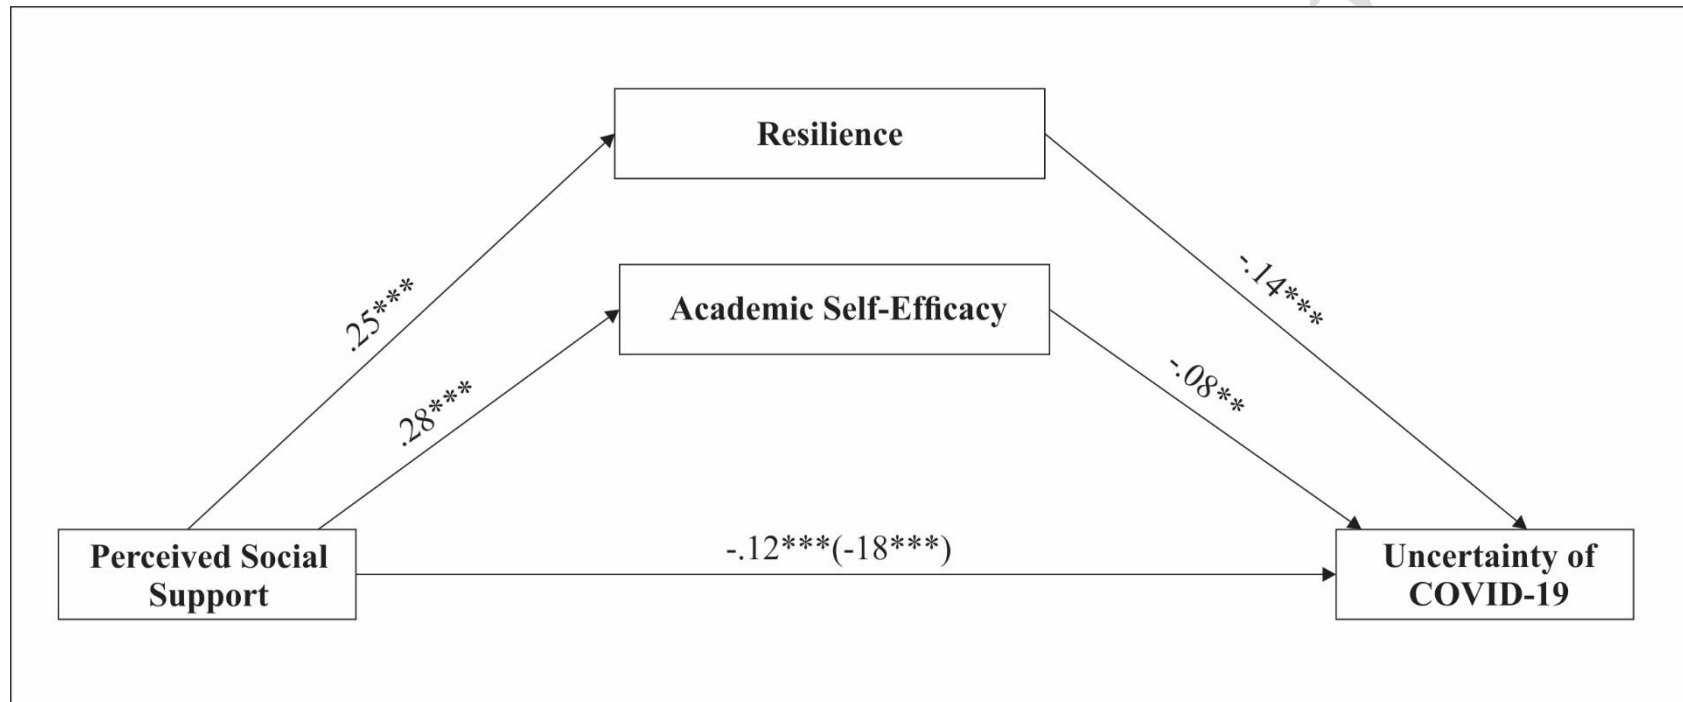 Resilience
-.14***
.25***
Academic Self-Efficacy
-.08**
.28***
-.12***(-18***)
Perceived Social
Support
Uncertainty of
COVID-19